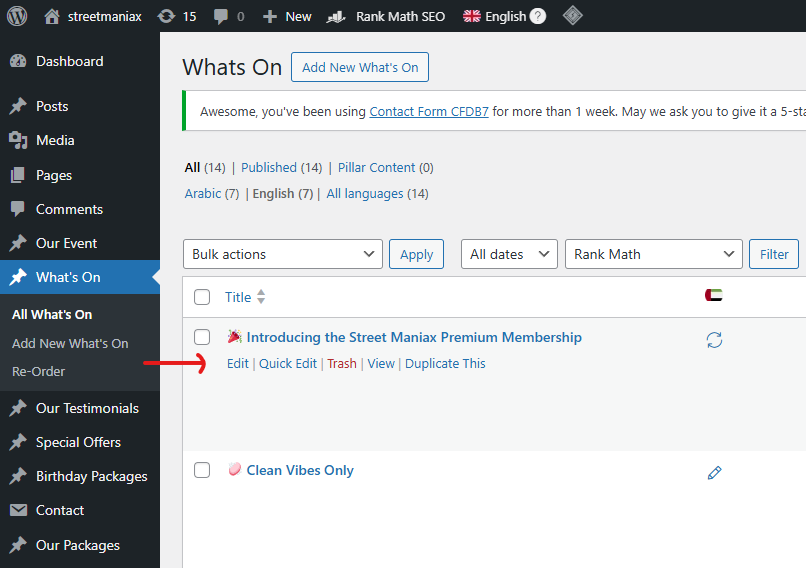 streetmaniax 15 0 New Rank Math SEO English ?
Dashboard
Posts
Media
Pages
Comments
Our Event
What's On
All What's On
Add New What's On
Re-Order
Our Testimonials
Special Offers
Birthday Packages
Contact
Our Packages
Whats On Add New What's On
Awesome, you've been using Contact Form CFDB7 for more than 1 week. May we ask you to give it a 5-sta
All (14) | Published (14) | Pillar Content (0)
Arabic (7) | English (7) | All languages (14)
Bulk actions Apply All dates Rank Math Filter
Title
Introducing the Street Maniax Premium Membership
Edit | Quick Edit | Trash | View | Duplicate This
Clean Vibes Only